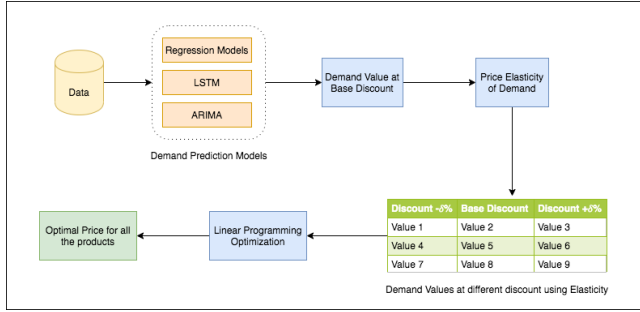 Data
Regression Models
LSTM
ARIMA
Demand Prediction Models
Demand Value at
Base Discount
Price Elasticity
of Demand
Discount -δ% Base Discount Discount +δ%
Value 1 Value 2 Value 3
Value 4 Value 5 Value 6
Value 7 Value 8 Value 9
Demand Values at different discount using Elasticity
Linear Programming
Optimization
Optimal Price for all
the products